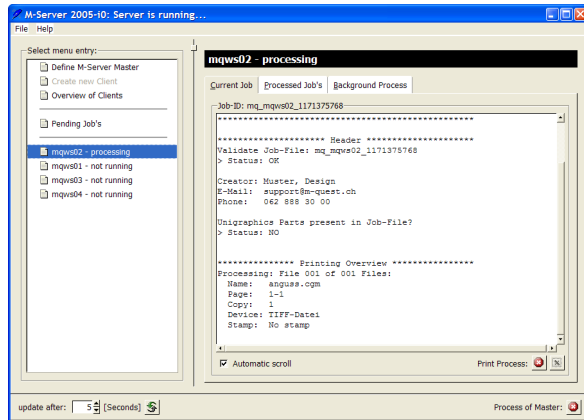 M-Server 2005-i0: Server is running...
File Help
Select menu entry:
Define M-Server Master
Create new Client
Overview of Clients
Pending Job's
mqws02 - processing
mqws01 - not running
mqws03 - not running
mqws04 - not running
mqws02 - processing
Current Job Processed Job's Background Process
Job-ID: mq_mqws02_1171375768
***********************************************
******************** Header ********************
Validate Job-File: mq_mqws02_1171375768
> Status: OK
Creator: Muster, Design
E-Mail: support@m-quest.ch
Phone: 062 888 30 00
Unigraphics Parts present in Job-File?
> Status: NO
************** Printing Overview ***************
Processing: File 001 of 001 Files:
Name: anguss.cgm
Page: 1-1
Copy: 1
Device: TIFF-Datei
Stamp: No stamp
Automatic scroll
Print Process:
update after: 5 [Seconds]
Process of Master: